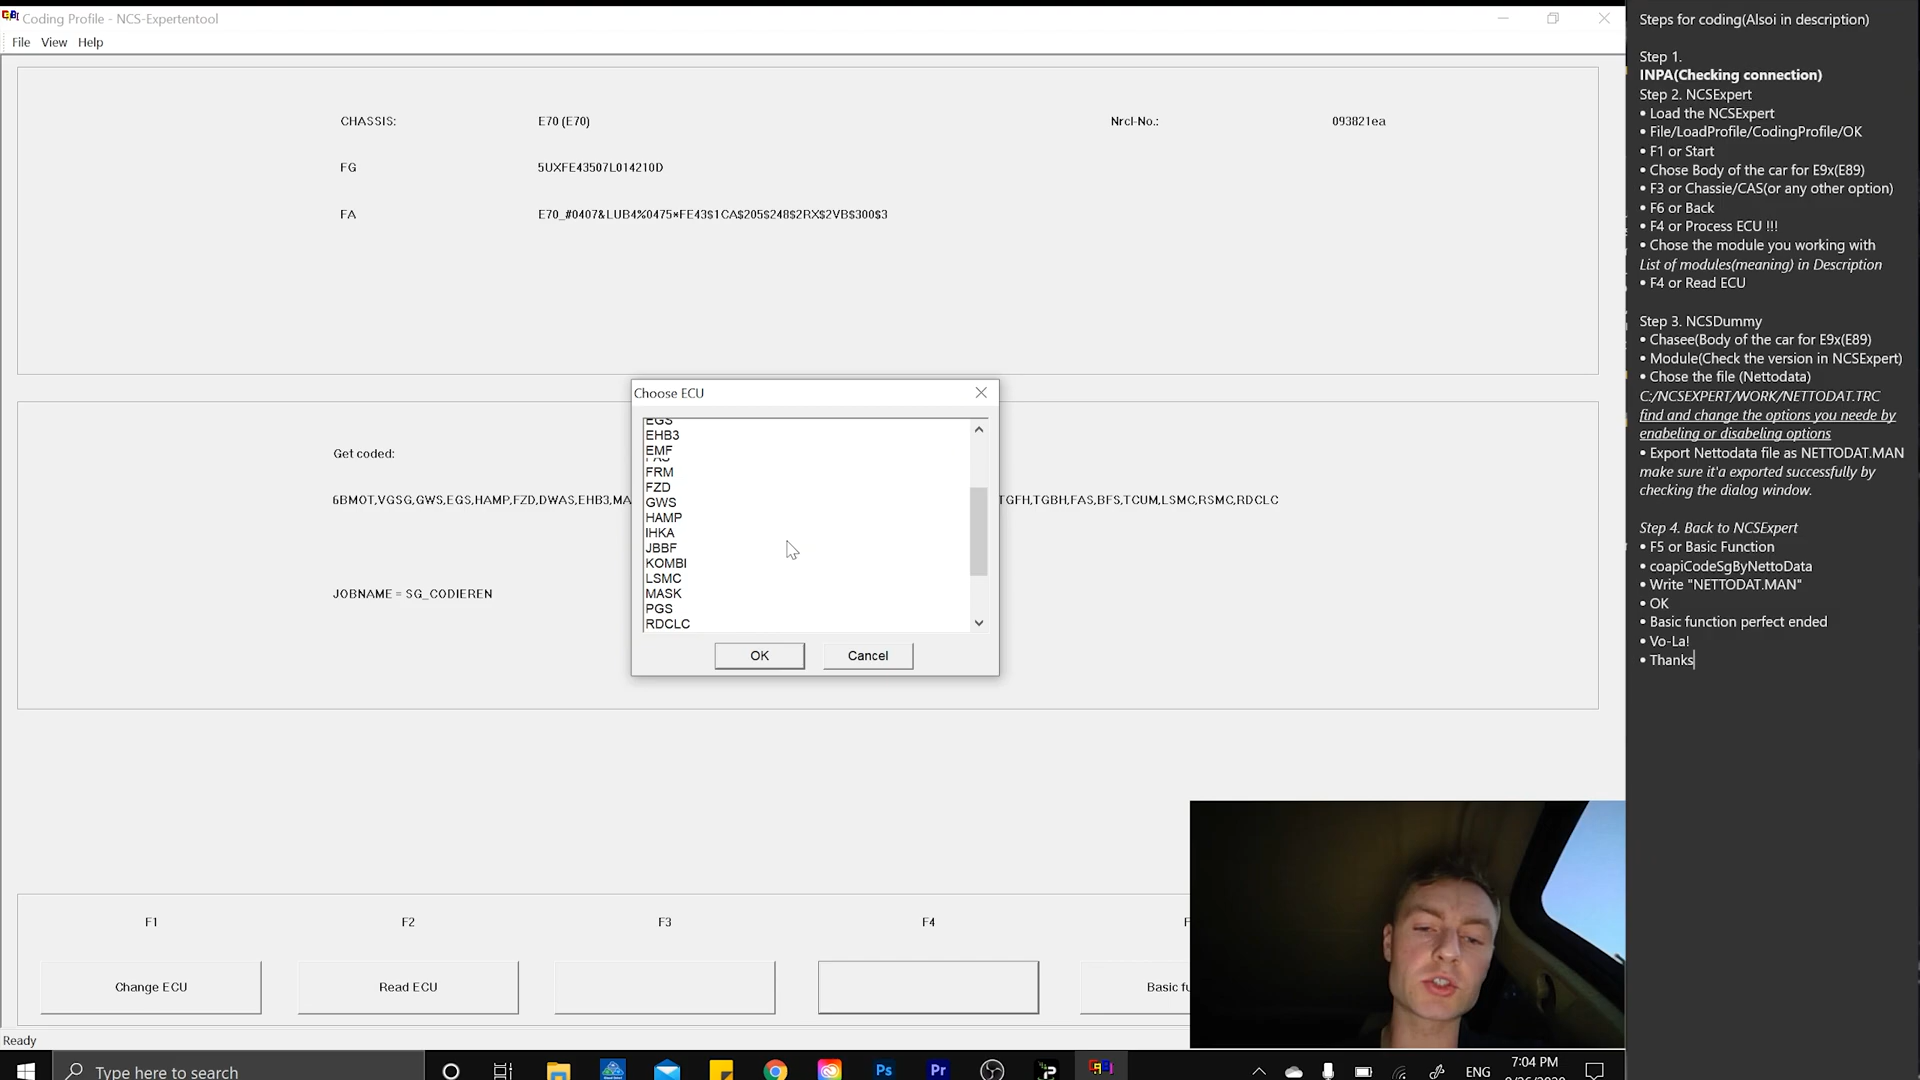 Coding Profile - NCS-Expertentool
File View Help
CHASSIS: E70 (E70) Nrcl-No.: 093821ea
FG 5UXFE43507L014210D
FA E70_#0407&LUB4%0475*FE43$1CA$205$248$2RX$2VB$300$3
Get coded:
6BMOT,VGSG,GWS,EGS,HAMP,FZD,DWAS,EHB3,MA
TGFH,TGBH,FAS,BFS,TCUM,LSMC,RSMC,RDCLC
JOBNAME = SG_CODIEREN
Choose ECU
EGS
EHB3
EMF
FAS
FRM
FZD
GWS
HAMP
IHKA
JBBF
KOMBI
LSMC
MASK
PGS
RDCLC
OK Cancel
F1 F2 F3 F4 F
Change ECU Read ECU Basic fu
Ready
Type here to search
Ps Pr
ENG
7:04 PM
Steps for coding(Alsoi in description)
Step 1.
INPA(Checking connection)
Step 2. NCSExpert
• Load the NCSExpert
• File/LoadProfile/CodingProfile/OK
• F1 or Start
• Chose Body of the car for E9x(E89)
• F3 or Chassie/CAS(or any other option)
• F6 or Back
• F4 or Process ECU !!!
• Chose the module you working with
List of modules(meaning) in Description
• F4 or Read ECU
Step 3. NCSDummy
• Chasee(Body of the car for E9x(E89)
• Module(Check the version in NCSExpert)
• Chose the file (Nettodata)
C:/NCSEXPERT/WORK/NETTODAT.TRC
find and change the options you neede by
enabeling or disabeling options
• Export Nettodata file as NETTODAT.MAN
make sure it'a exported successfully by
checking the dialog window.
Step 4. Back to NCSExpert
• F5 or Basic Function
• coapiCodeSgByNettoData
• Write "NETTODAT.MAN"
• OK
• Basic function perfect ended
• Vo-La!
• Thanks